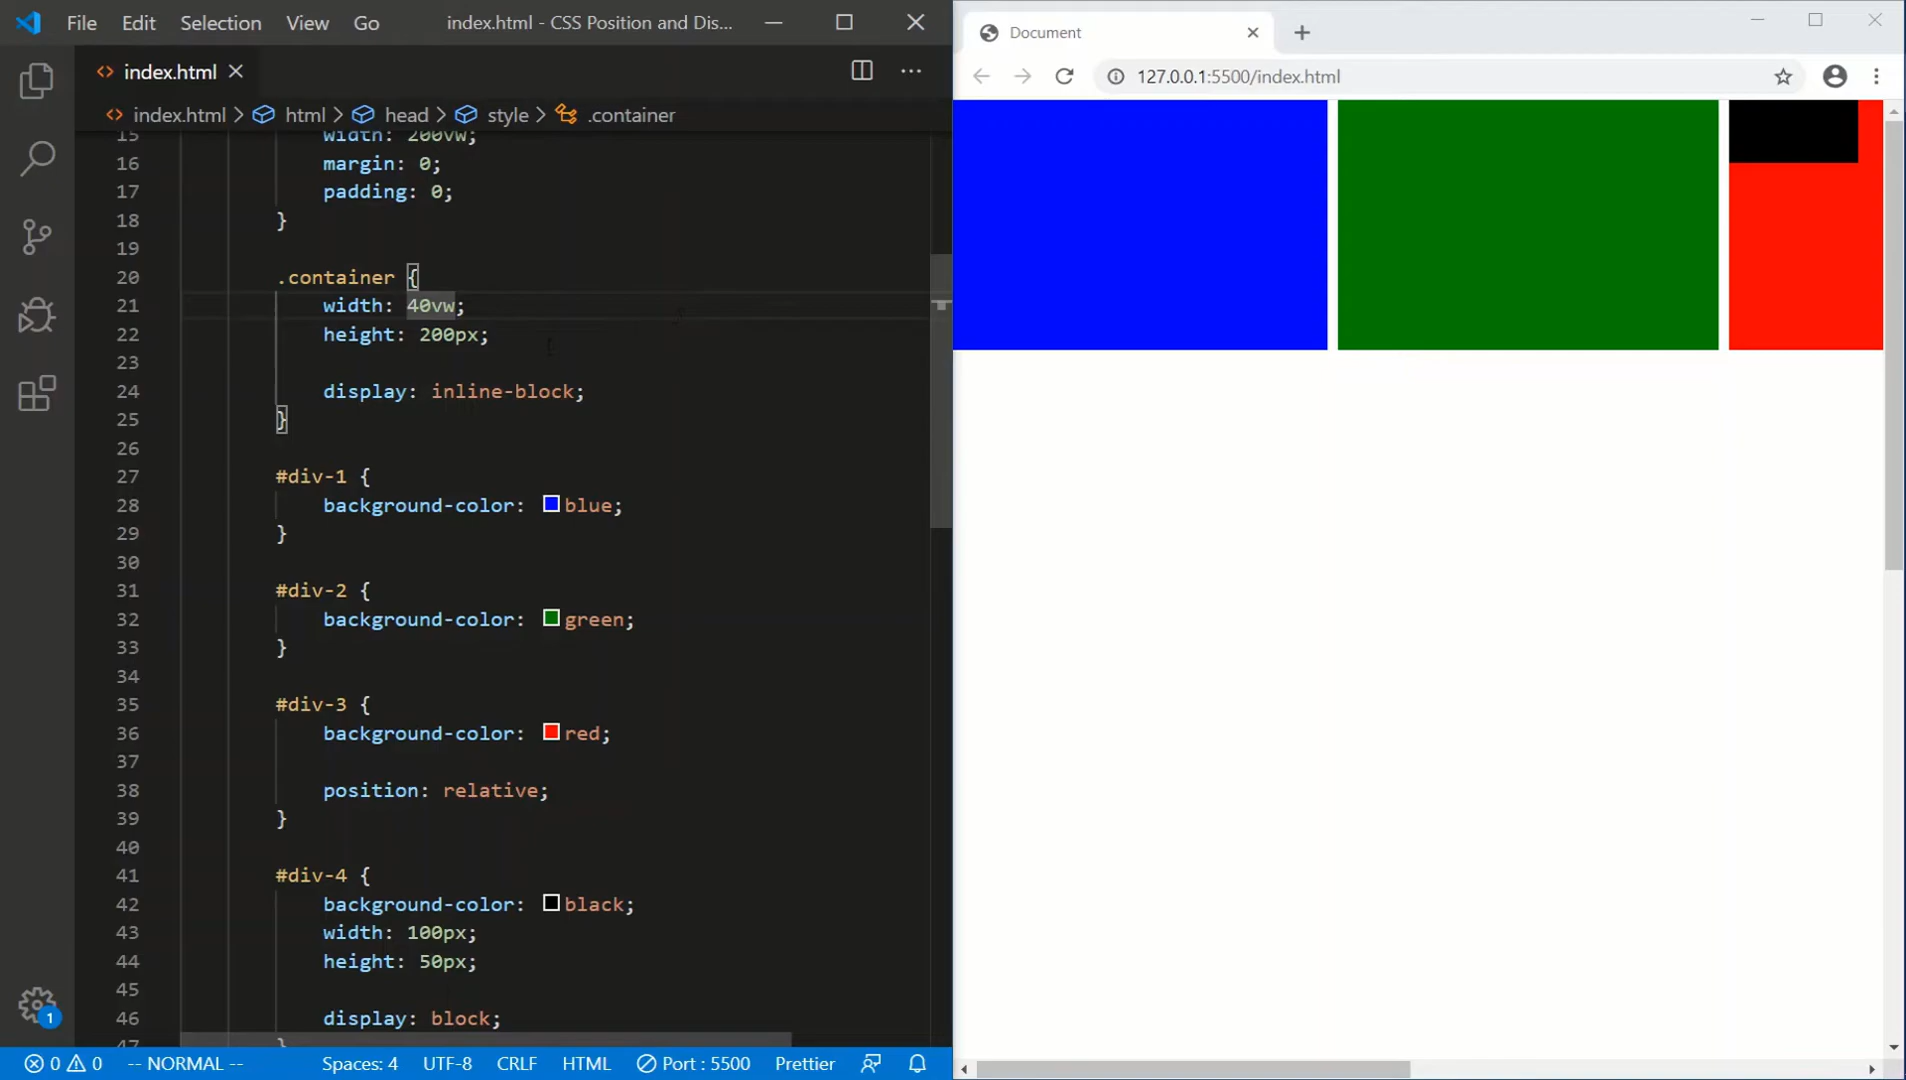 File Edit Selection View Go index.html - CSS Position and Dis...
index.html
index.html > html > head > style > .container
15 width: 200vw;
16 margin: 0;
17 padding: 0;
18 }
19
20 .container {
21 width: 40vw;
22 height: 200px;
23
24 display: inline-block;
25 }
26
27 #div-1 {
28 background-color: blue;
29 }
30
31 #div-2 {
32 background-color: green;
33 }
34
35 #div-3 {
36 background-color: red;
37
38 position: relative;
39 }
40
41 #div-4 {
42 background-color: black;
43 width: 100px;
44 height: 50px;
45
46 display: block;
47 }
1
0 0 -- NORMAL -- Spaces: 4 UTF-8 CRLF HTML Port : 5500 Prettier
Document
127.0.0.1:5500/index.html